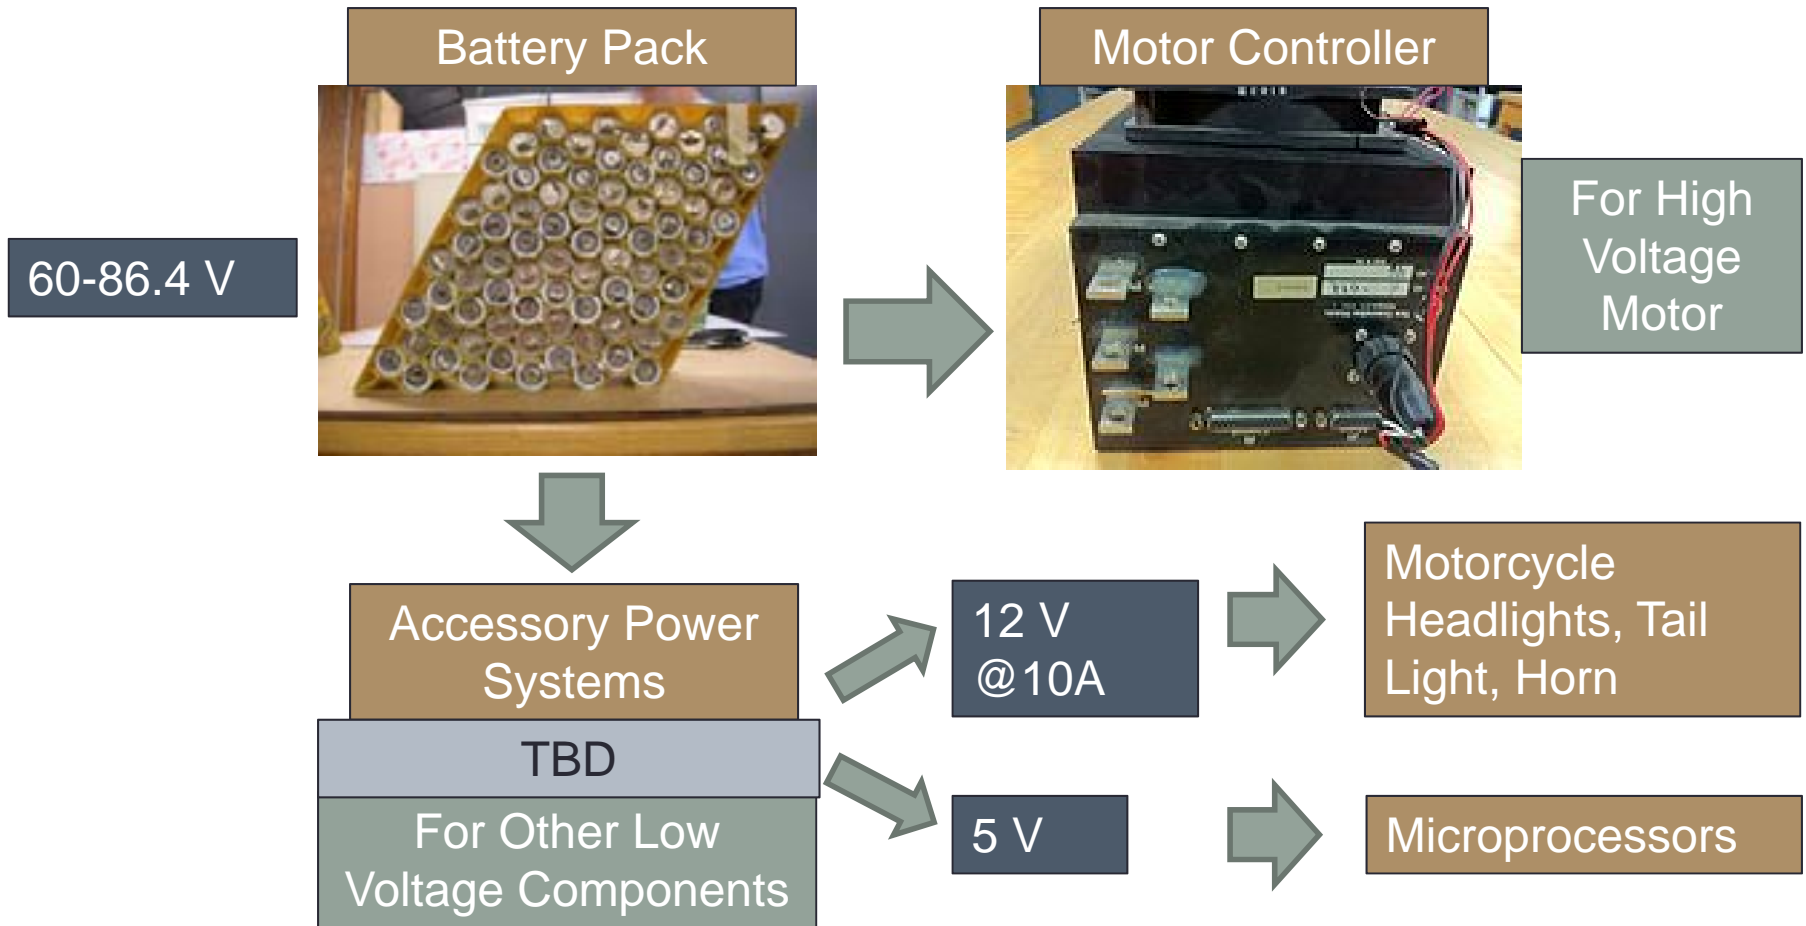 Battery Pack
Motor Controller
60-86.4 V
For High
Voltage
Motor
Accessory Power
Systems
TBD
For Other Low
Voltage Components
12 V
@10A
Motorcycle
Headlights, Tail
Light, Horn
5 V
Microprocessors